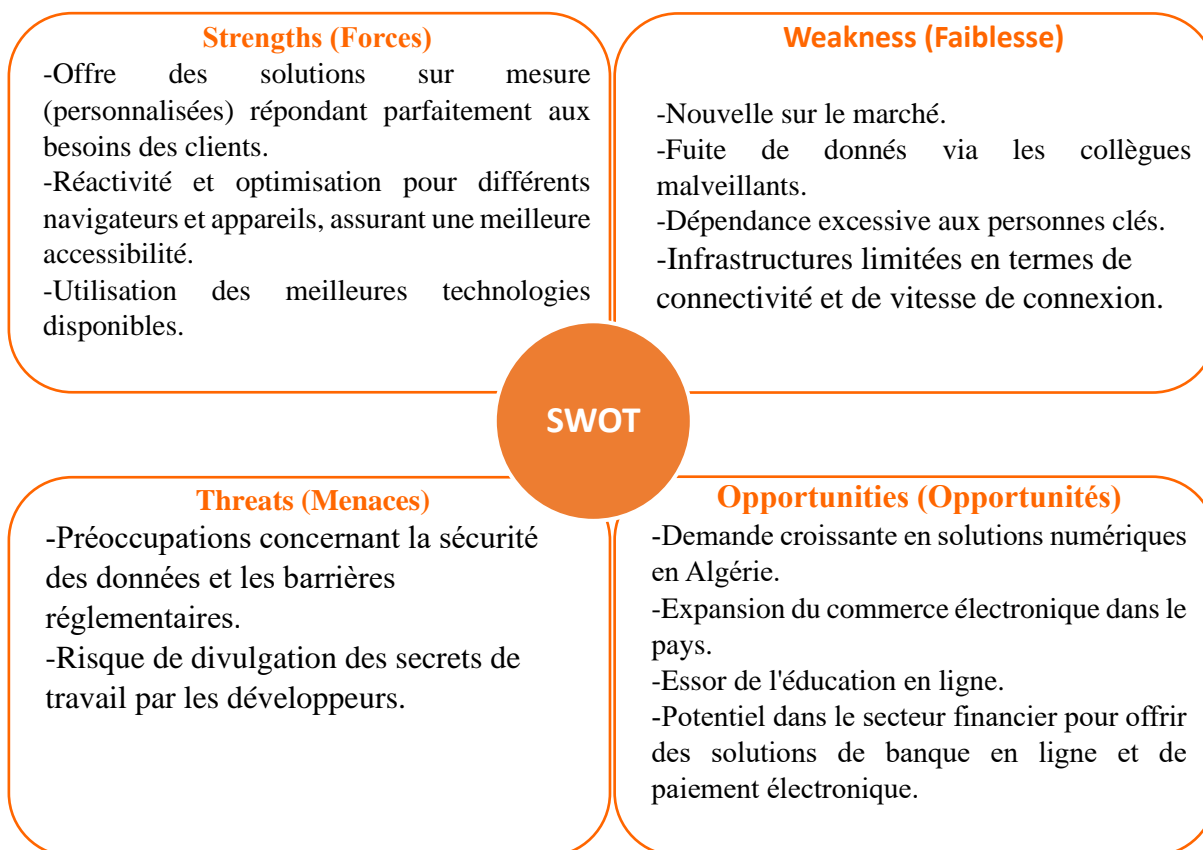 Strengths (Forces)
-Offre des solutions sur mesure
(personnalisées) répondant parfaitement aux
besoins des clients.
-Réactivité et optimisation pour différents
navigateurs et appareils, assurant une meilleure
accessibilité.
-Utilisation des meilleures technologies
disponibles.
Weakness (Faiblesse)
-Nouvelle sur le marché.
-Fuite de donnés via les collègues
malveillants.
-Dépendance excessive aux personnes clés.
-Infrastructures limitées en termes de
connectivité et de vitesse de connexion.
SWOT
Threats (Menaces)
-Préoccupations concernant la sécurité
des données et les barrières
réglementaires.
-Risque de divulgation des secrets de
travail par les développeurs.
Opportunities (Opportunités)
-Demande croissante en solutions numériques
en Algérie.
-Expansion du commerce électronique dans le
pays.
-Essor de l'éducation en ligne.
-Potentiel dans le secteur financier pour offrir
des solutions de banque en ligne et de
paiement électronique.